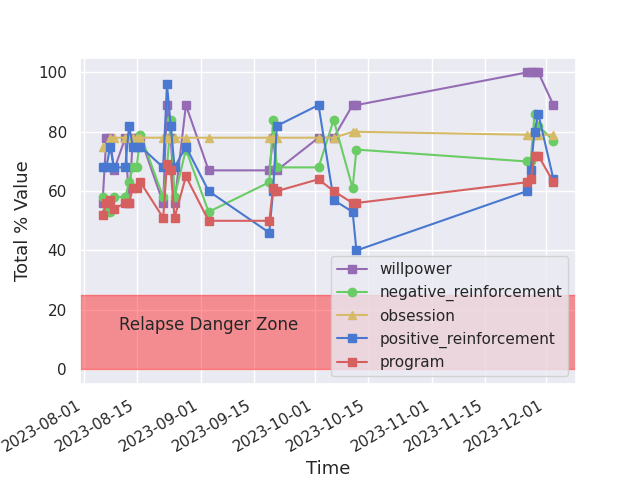 100
80
60
40
20
0
Total % Value
Relapse Danger Zone
willpower
negative_reinforcement
obsession
positive_reinforcement
program
2023-08-01
2023-08-15
2023-09-01
2023-09-15
2023-10-01
2023-10-15
2023-11-01
2023-11-15
2023-12-01
Time